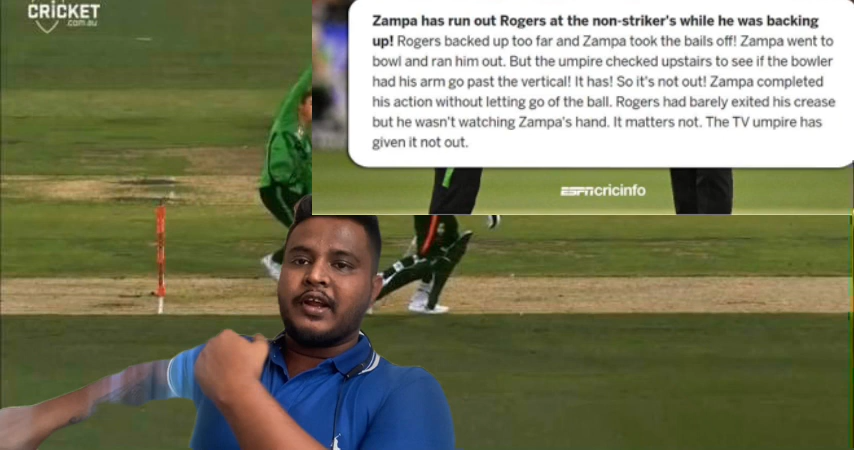 CRICKET
.com.au
Zampa has run out Rogers at the non-striker's while he was backing
up! Rogers backed up too far and Zampa took the bails off! Zampa went to
bowl and ran him out. But the umpire checked upstairs to see if the bowler
had his arm go past the vertical! It has! So it's not out! Zampa completed
his action without letting go of the ball. Rogers had barely exited his crease
but he wasn't watching Zampa's hand. It matters not. The TV umpire has
given it not out.
ESPNcricinfo